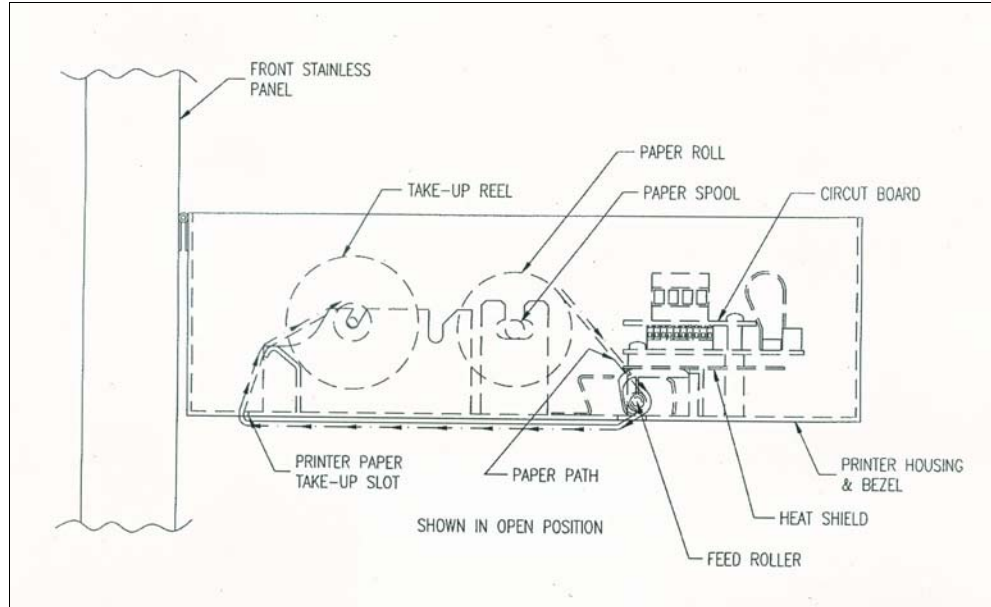 FRONT STAINLESS
PANEL
PAPER ROLL
TAKE-UP REEL
PAPER SPOOL
CIRCUT BOARD
PRINTER PAPER
TAKE-UP SLOT
PAPER PATH
PRINTER HOUSING
& BEZEL
HEAT SHIELD
SHOWN IN OPEN POSITION
FEED ROLLER